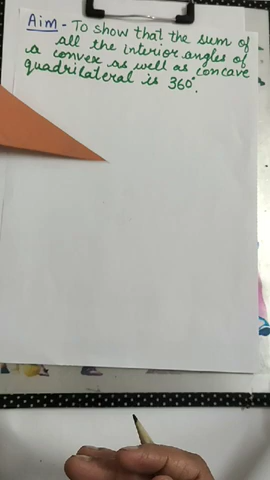 Aim - To show that the sum of
all the interior angles of
a convex as well as concave
quadrilateral is 360°.